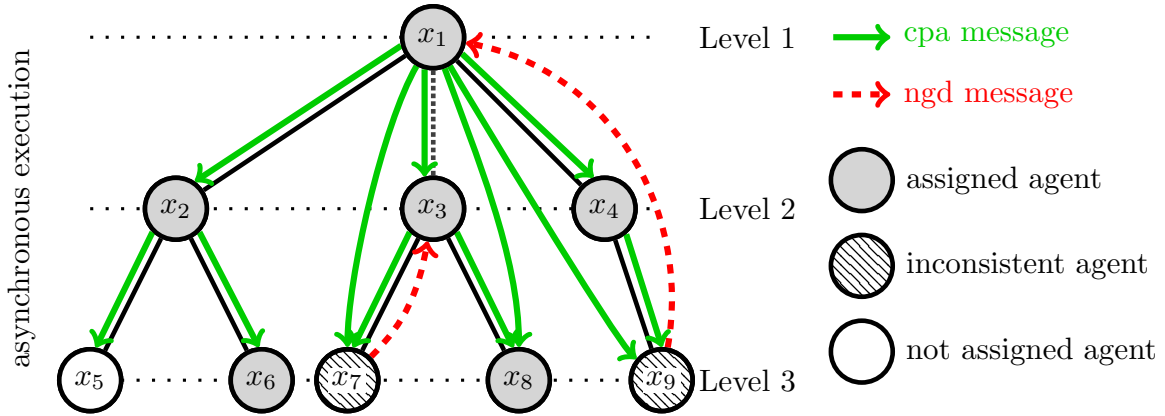 asynchronous execution
x₁
Level 1
x₂
x₃
x₄
Level 2
x₅
x₆
x₇
x₈
x₉
Level 3
cpa message
ngd message
assigned agent
inconsistent agent
not assigned agent